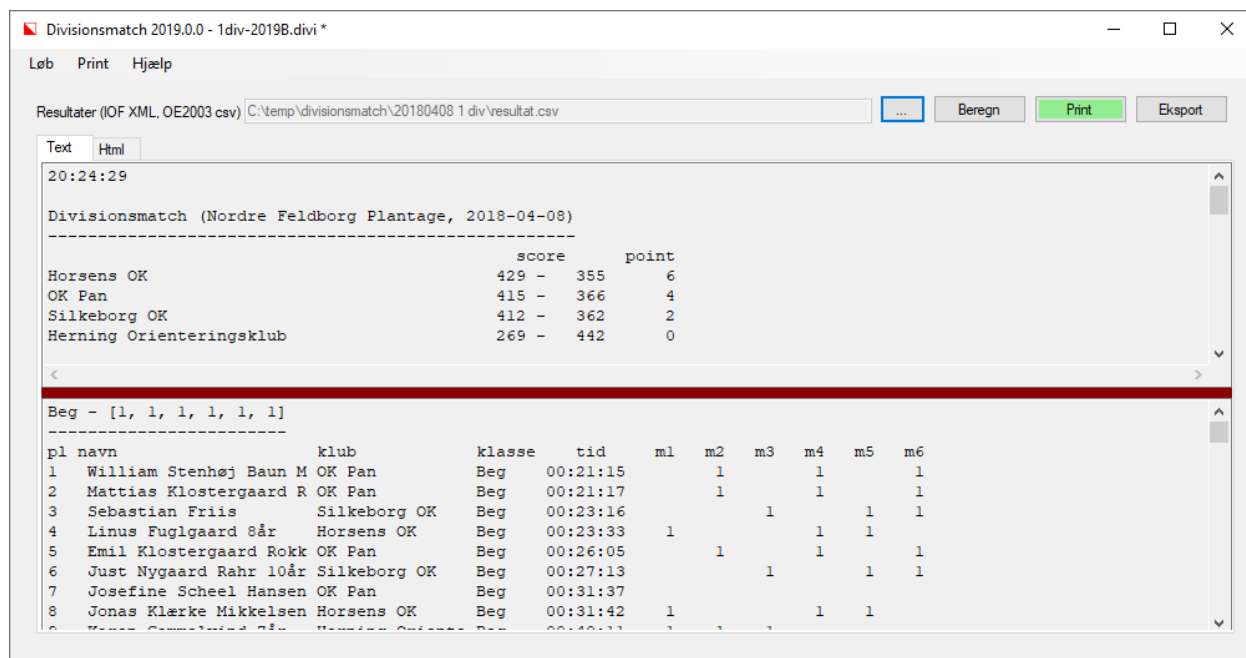 Divisionsmatch 2019.0.0 - 1div-2019B.divi *
Løb Print Hjælp
Resultater (IOF XML, OE2003 csv) C:\temp\divisionsmatch\20180408 1 div\resultat.csv ... Beregn Print Eksport
Text Html
20:24:29
Divisionsmatch (Nordre Feldborg Plantage, 2018-04-08)
-----------------------------------------------------
score point
Horsens OK 429 - 355 6
OK Pan 415 - 366 4
Silkeborg OK 412 - 362 2
Herning Orienteringsklub 269 - 442 0
Beg - [1, 1, 1, 1, 1, 1]
------------------------
pl navn klub klasse tid m1 m2 m3 m4 m5 m6
1 William Stenhøj Baun M OK Pan Beg 00:21:15 1 1 1
2 Mattias Klostergaard R OK Pan Beg 00:21:17 1 1 1
3 Sebastian Friis Silkeborg OK Beg 00:23:16 1 1 1
4 Linus Fuglgaard 8år Horsens OK Beg 00:23:33 1 1 1
5 Emil Klostergaard Rokk OK Pan Beg 00:26:05 1 1 1
6 Just Nygaard Rahr 10år Silkeborg OK Beg 00:27:13 1 1 1
7 Josefine Scheel Hansen OK Pan Beg 00:31:37
8 Jonas Klærke Mikkelsen Horsens OK Beg 00:31:42 1 1 1